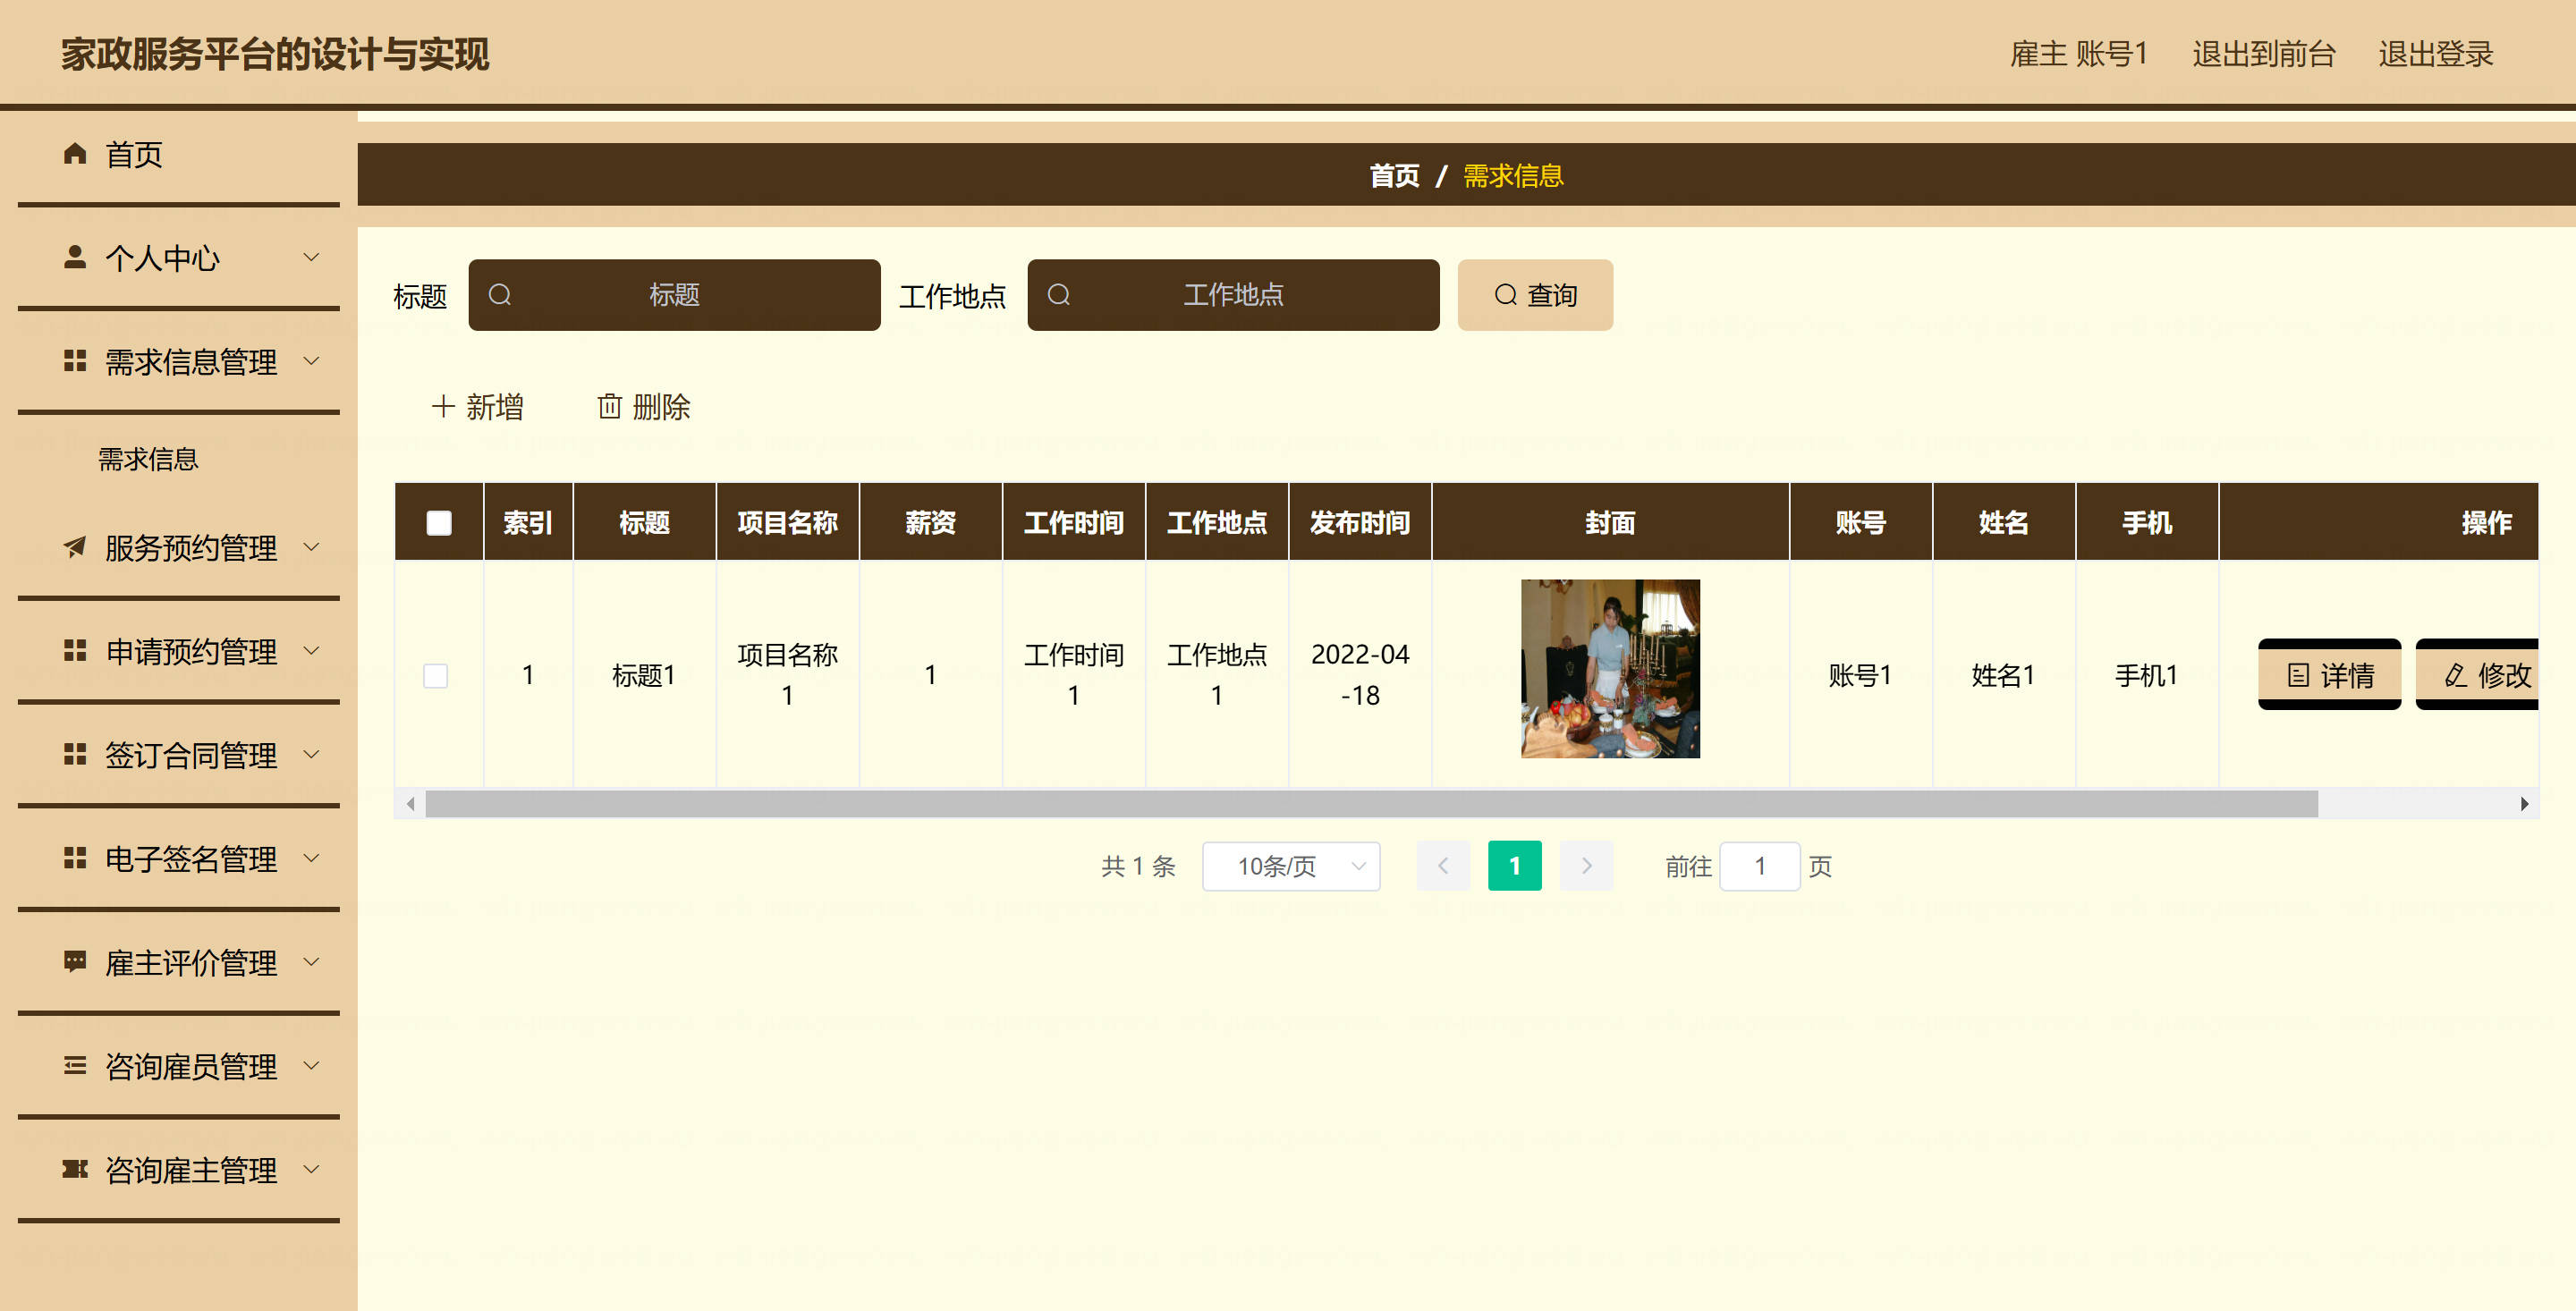 家政服务平台的设计与实现
雇主 账号1 退出到前台 退出登录
首页
个人中心
需求信息管理
需求信息
服务预约管理
申请预约管理
签订合同管理
电子签名管理
雇主评价管理
咨询雇员管理
咨询雇主管理
首页 / 需求信息
标题 标题 工作地点 工作地点 查询
新增 删除
索引 标题 项目名称 薪资 工作时间 工作地点 发布时间 封面 账号 姓名 手机 操作
1 标题1 项目名称1 1 工作时间1 工作地点1 2022-04-18 账号1 姓名1 手机1 详情 修改
共 1 条 10条/页 1 前往 1 页